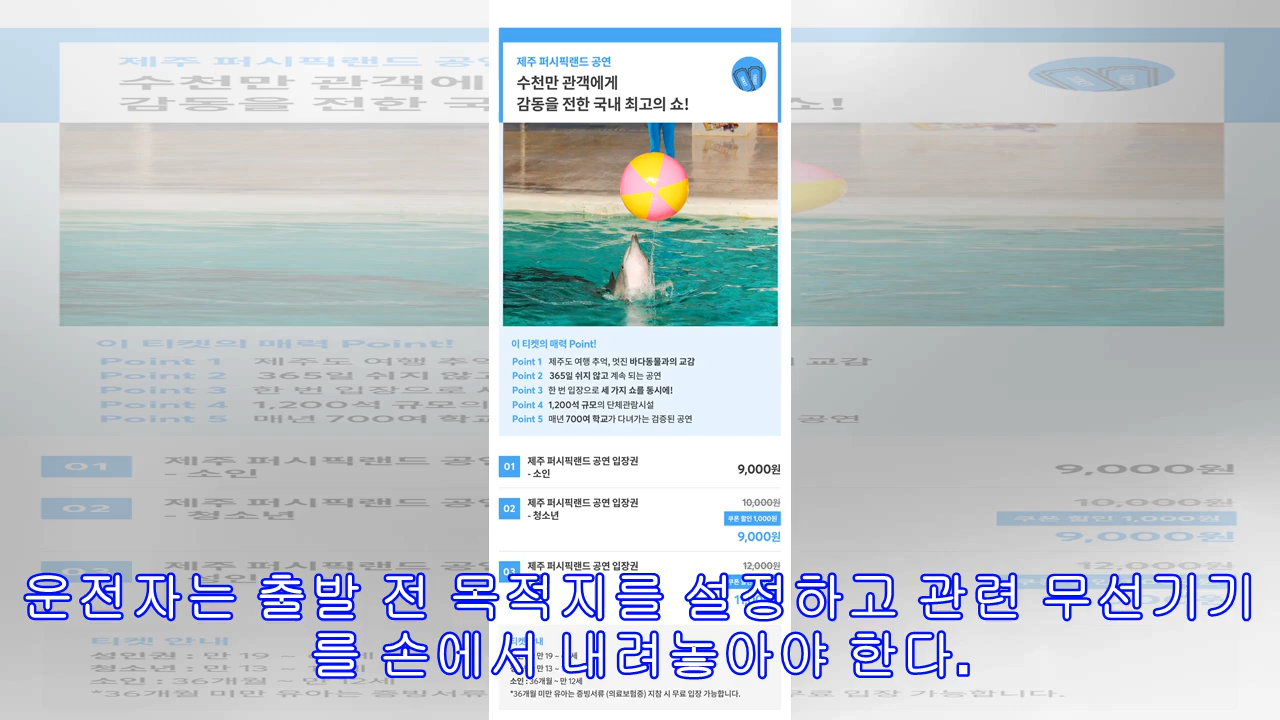 제주 퍼시픽랜드 공연
수천만 관객에게
감동을 전한 국내 최고의 쇼!
이 티켓의 매력 Point!
Point 1 제주도 여행 추억, 멋진 바다동물과의 교감
Point 2 365일 쉬지 않고 계속 되는 공연
Point 3 한 번 입장으로 세 가지 쇼를 동시에!
Point 4 1,200석 규모의 단체관람시설
Point 5 매년 700여 학교가 다녀가는 검증된 공연
01 제주 퍼시픽랜드 공연 입장권
- 소인
9,000원
02 제주 퍼시픽랜드 공연 입장권
- 청소년
10,000원
쿠폰 할인 1,000원
9,000원
03 제주 퍼시픽랜드 공연 입장권
12,000원
운전자는 출발 전 목적지를 설정하고 관련 무선기기
를 손에서 내려놓아야 한다.
소인 : 36개월 ~ 만 12세
*36개월 미만 유아는 증빙서류 (의료보험증) 지참 시 무료 입장 가능합니다.